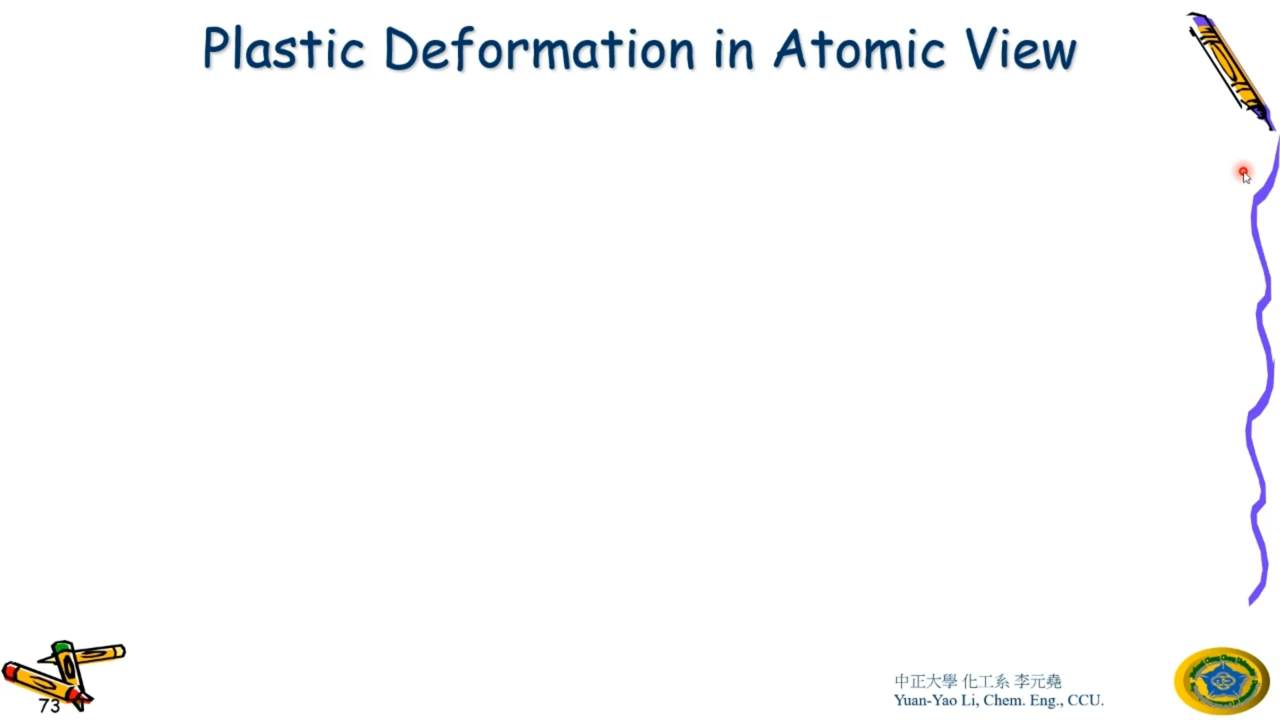 Plastic Deformation in Atomic View
73
中正大學 化工系 李元堯
Yuan-Yao Li, Chem. Eng., CCU.